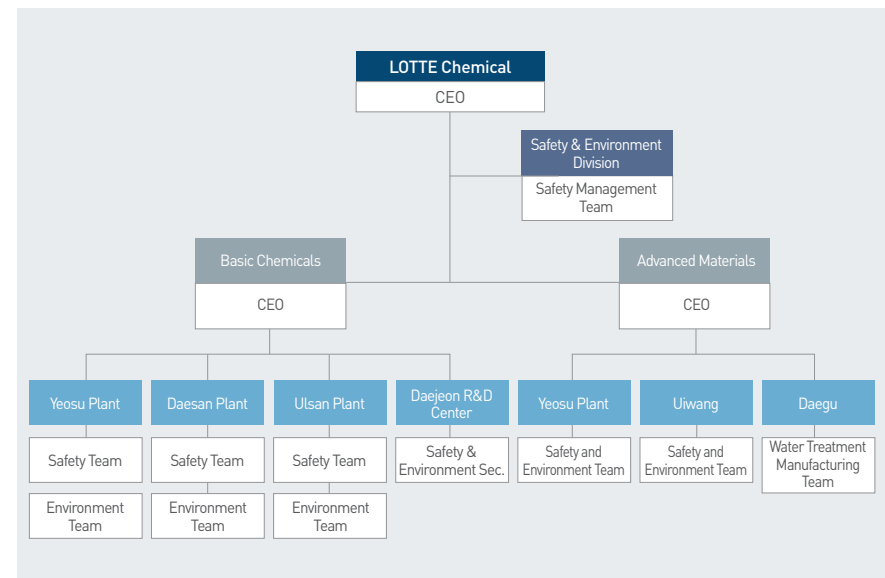 LOTTE Chemical
CEO
Safety & Environment
Division
Safety Management
Team
Basic Chemicals
CEO
Advanced Materials
CEO
Yeosu Plant
Daesan Plant
Ulsan Plant
Daejeon R&D
Center
Yeosu Plant
Uiwang
Daegu
Safety Team
Safety Team
Safety Team
Safety &
Environment Sec.
Safety and
Environment Team
Safety and
Environment Team
Water Treatment
Manufacturing
Team
Environment
Team
Environment
Team
Environment
Team